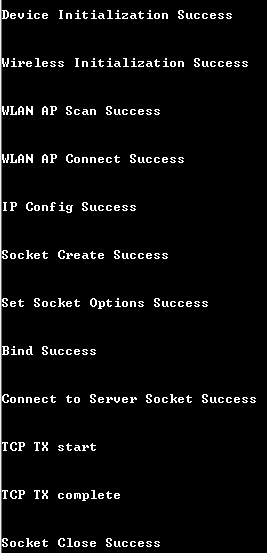 Device Initialization Success
Wireless Initialization Success
WLAN AP Scan Success
WLAN AP Connect Success
IP Config Success
Socket Create Success
Set Socket Options Success
Bind Success
Connect to Server Socket Success
TCP TX start
TCP TX complete
Socket Close Success